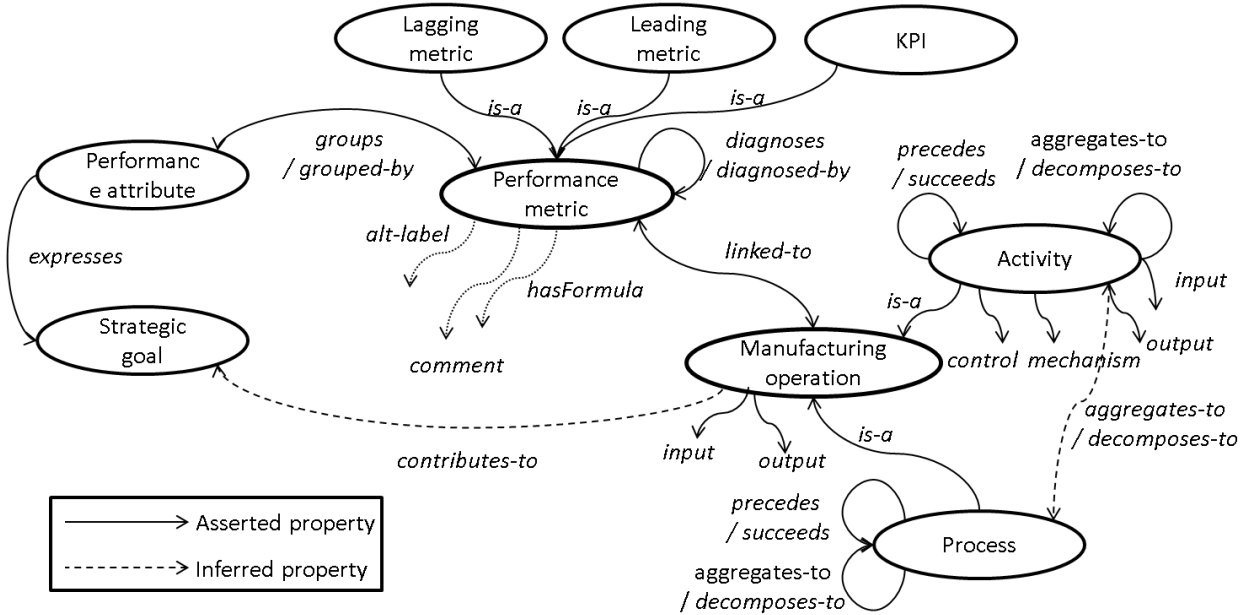 Lagging
metric
Leading
metric
KPI
is-a
is-a
is-a
groups
/ grouped-by
diagnoses
/ diagnosed-by
precedes
/ succeeds
aggregates-to
/ decomposes-to
Performanc
e attribute
Performance
metric
alt-label
linked-to
Activity
expresses
hasFormula
input
is-a
Strategic
goal
comment
Manufacturing
operation
control
mechanism
output
aggregates-to
/ decomposes-to
is-a
input
output
contributes-to
precedes
/ succeeds
Asserted property
Process
Inferred property
aggregates-to
/ decomposes-to